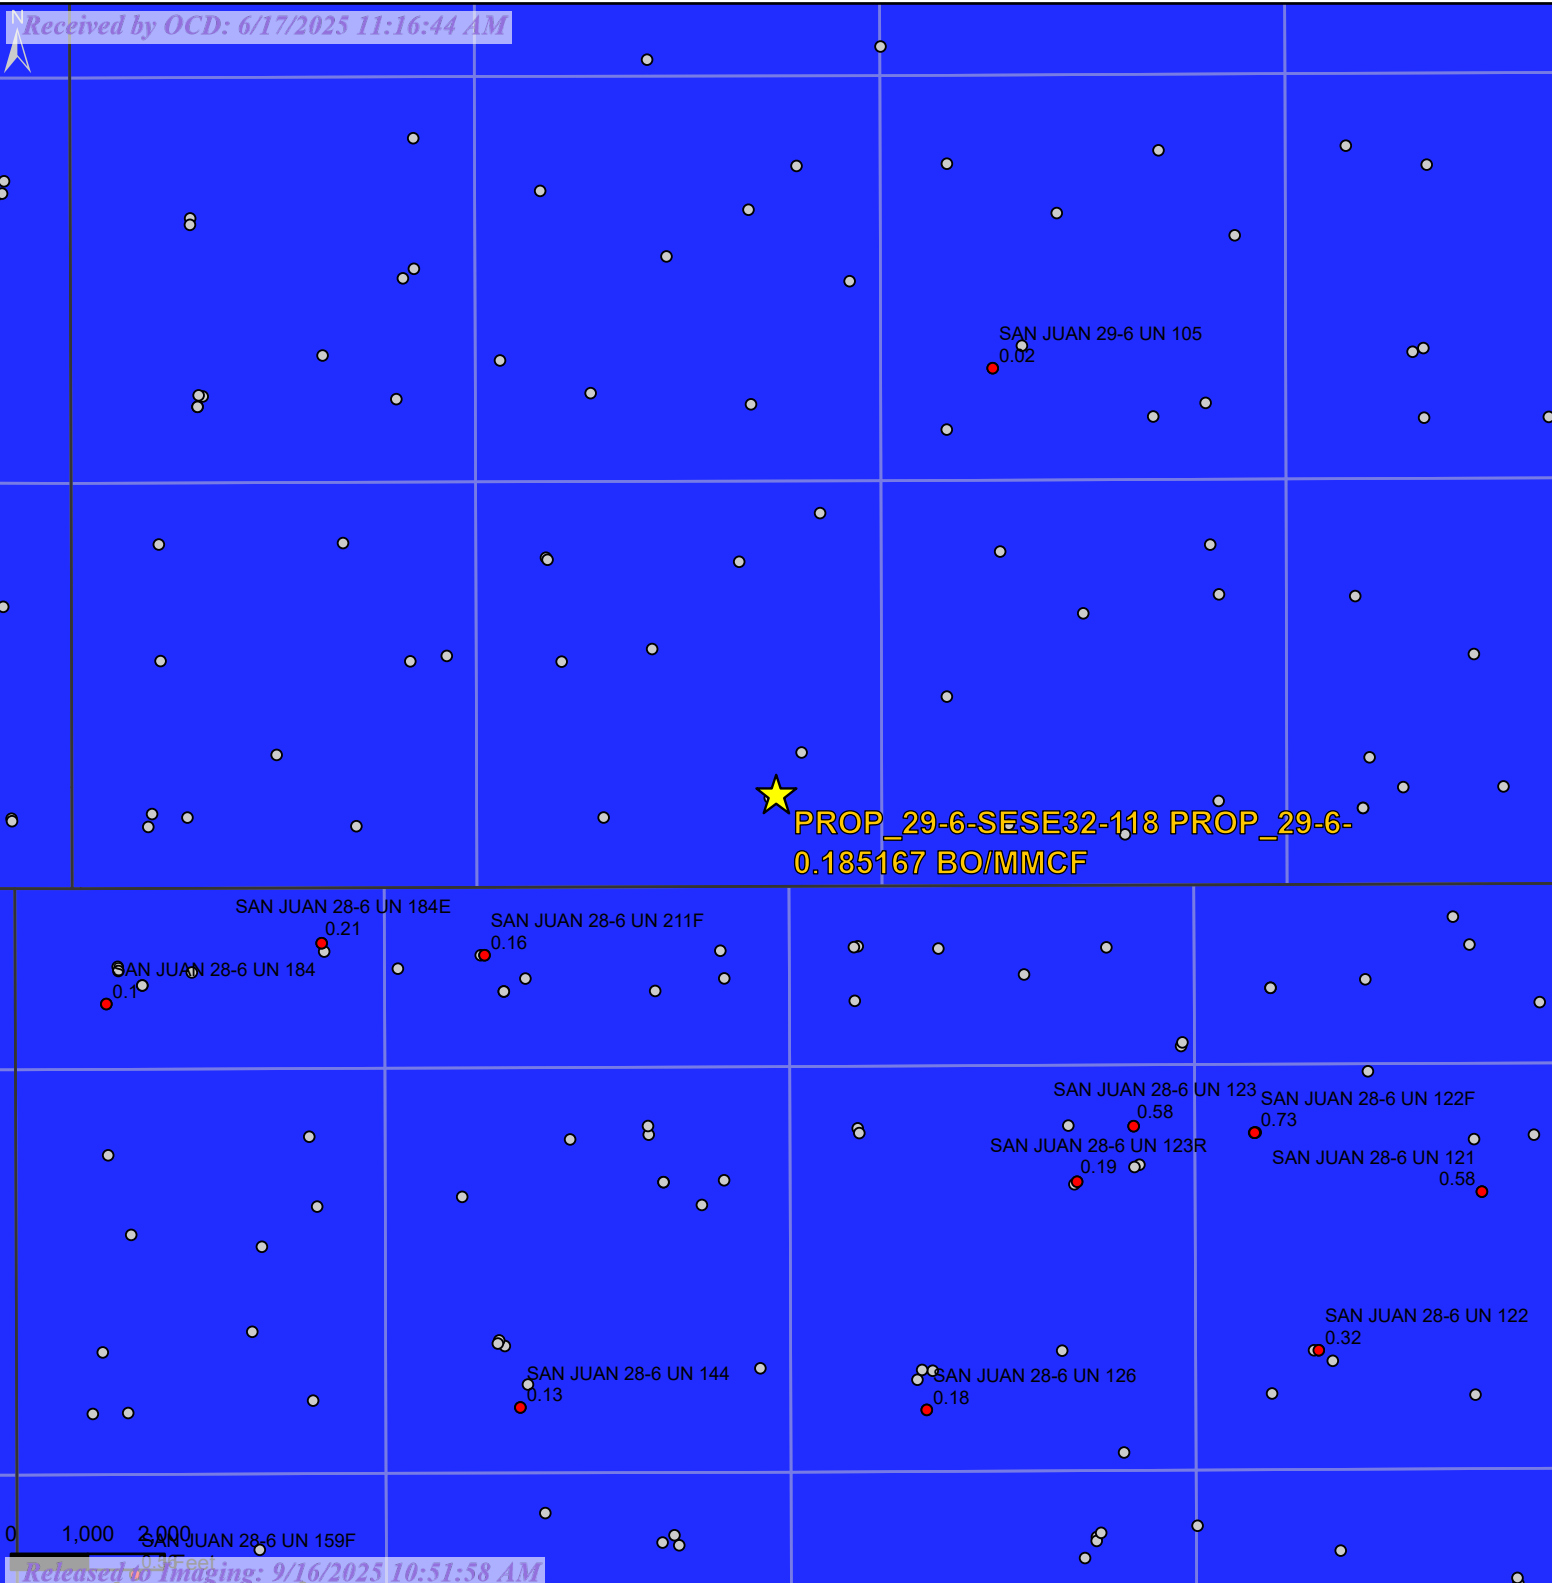 Received by OCD: 6/17/2025 11:16:44 AM
N
SAN JUAN 29-6 UN 105
0.02
PROP_29-6-SESE32-118 PROP_29-6-
0.185167 BO/MMCF
SAN JUAN 28-6 UN 184E
0.21
SAN JUAN 28-6 UN 211F
0.16
SAN JUAN 28-6 UN 184
0.1
SAN JUAN 28-6 UN 123
0.58
SAN JUAN 28-6 UN 122F
0.73
SAN JUAN 28-6 UN 123R
0.19
SAN JUAN 28-6 UN 121
0.58
SAN JUAN 28-6 UN 122
0.32
SAN JUAN 28-6 UN 144
0.13
SAN JUAN 28-6 UN 126
0.18
0 1,000 2,000
SAN JUAN 28-6 UN 159F
Feet
Released to Imaging: 9/16/2025 10:51:58 AM